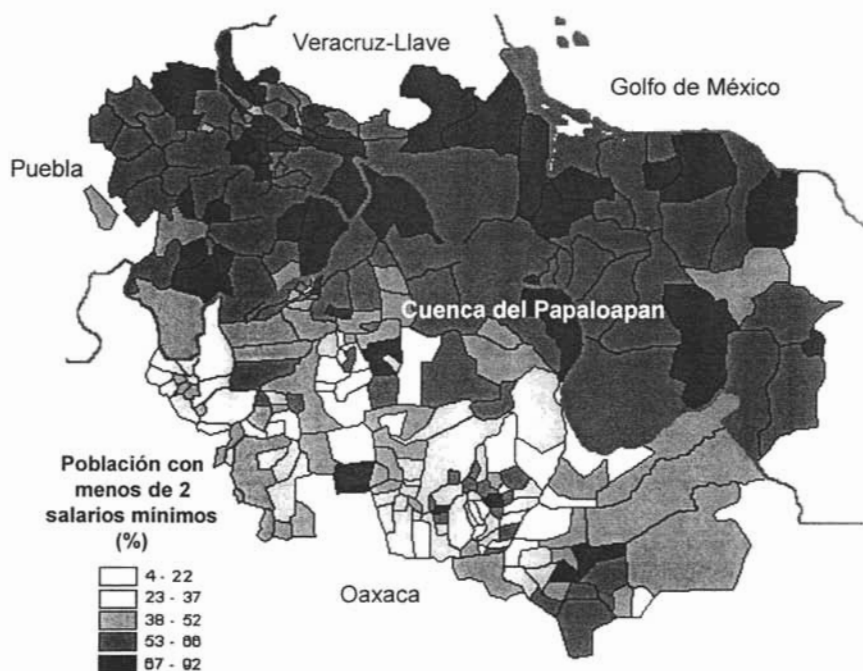 Veracruz-Llave
Golfo de México
Puebla
Cuenca del Papaloapan
Población con
menos de 2
salarios mínimos
(%)
4 - 22
23 - 37
38 - 52
53 - 66
67 - 92
Oaxaca